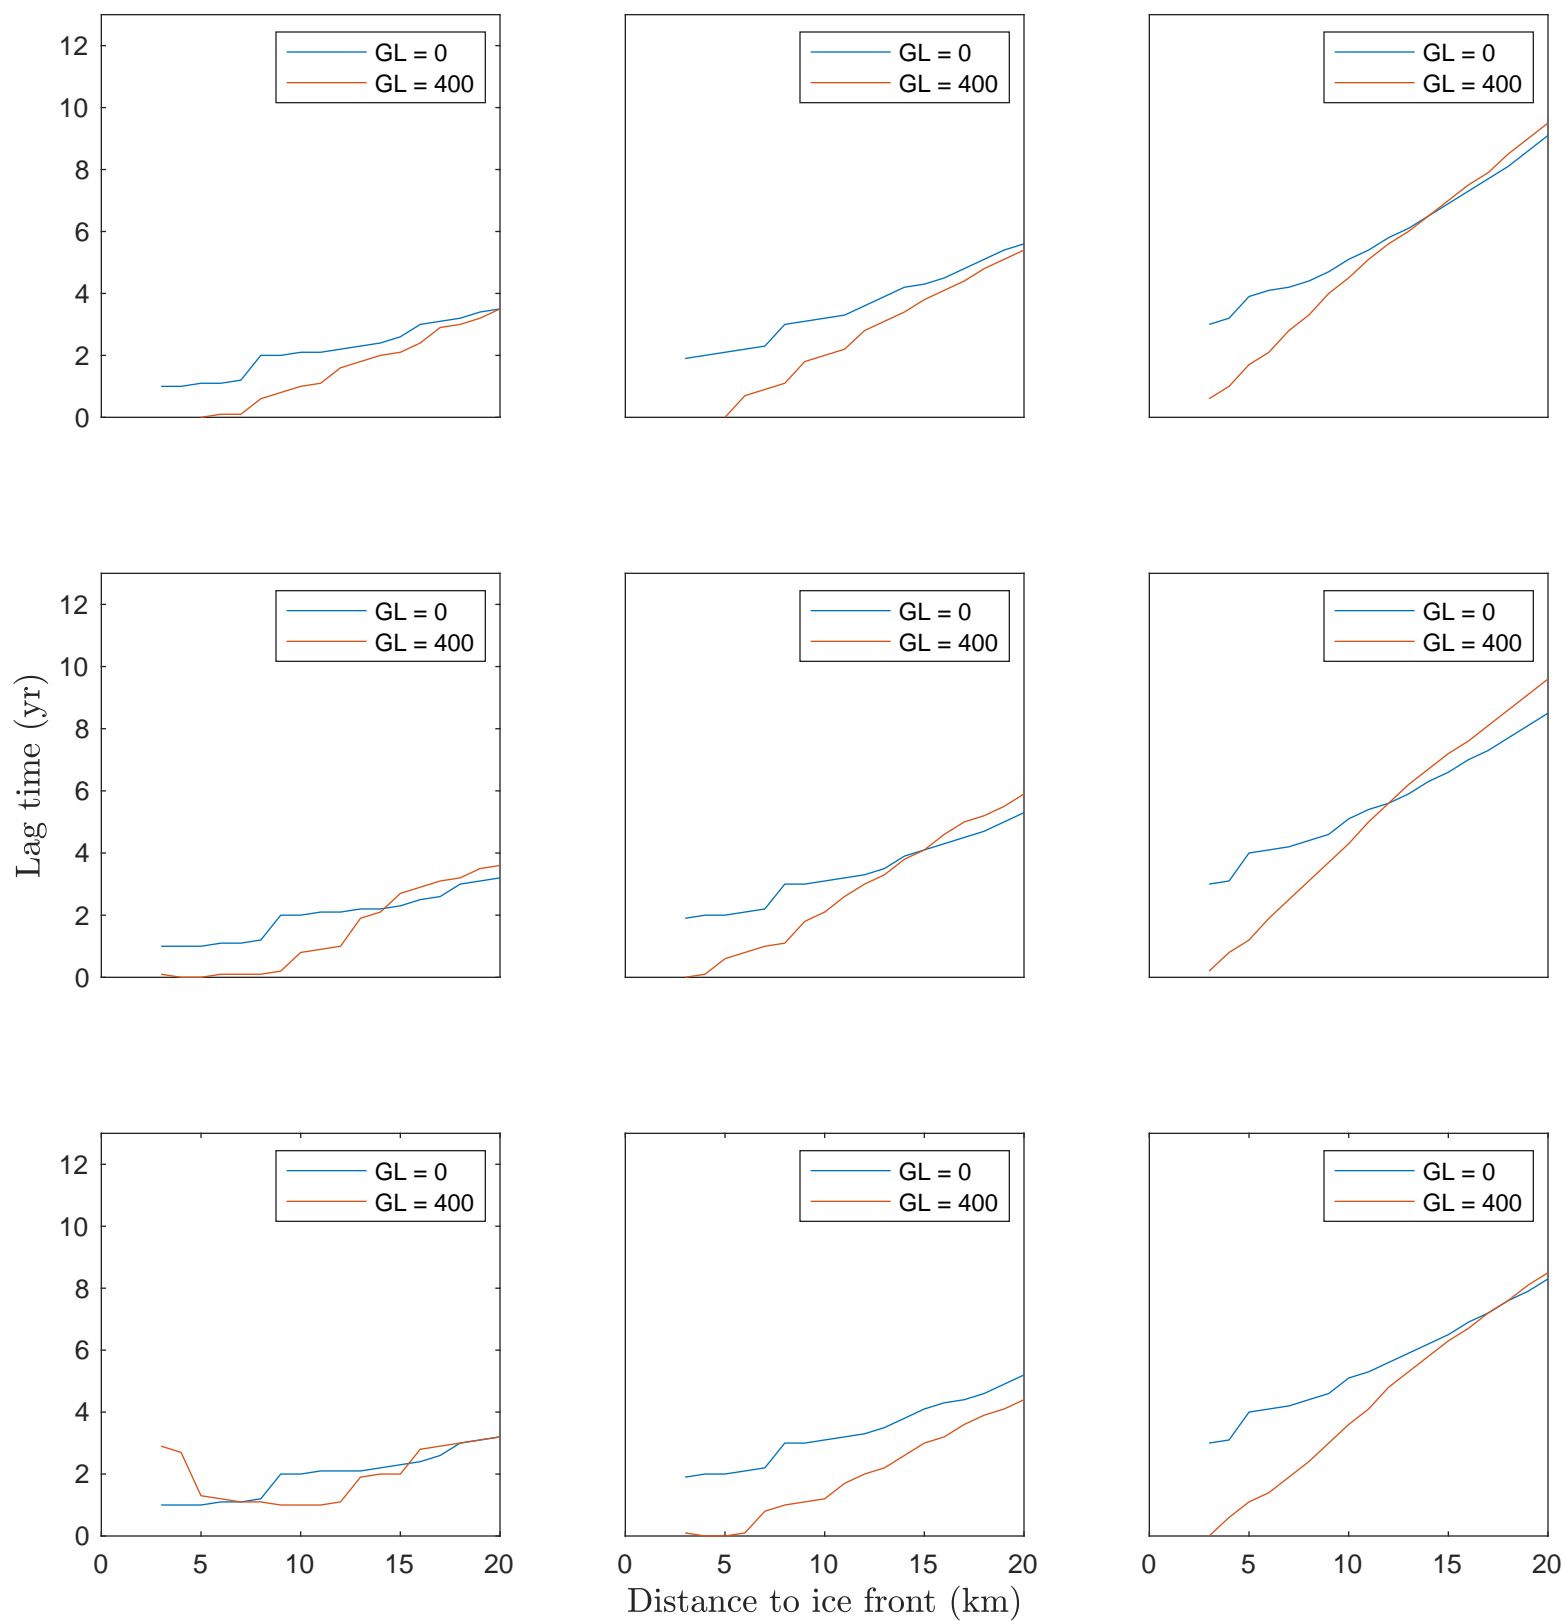 12
10
8
6
4
2
0
GL = 0
GL = 400
GL = 0
GL = 400
GL = 0
GL = 400
Lag time (yr)
12
10
8
6
4
2
0
GL = 0
GL = 400
GL = 0
GL = 400
GL = 0
GL = 400
12
10
8
6
4
2
0
GL = 0
GL = 400
GL = 0
GL = 400
GL = 0
GL = 400
0 5 10 15 20
0 5 10 15 20
0 5 10 15 20
Distance to ice front (km)